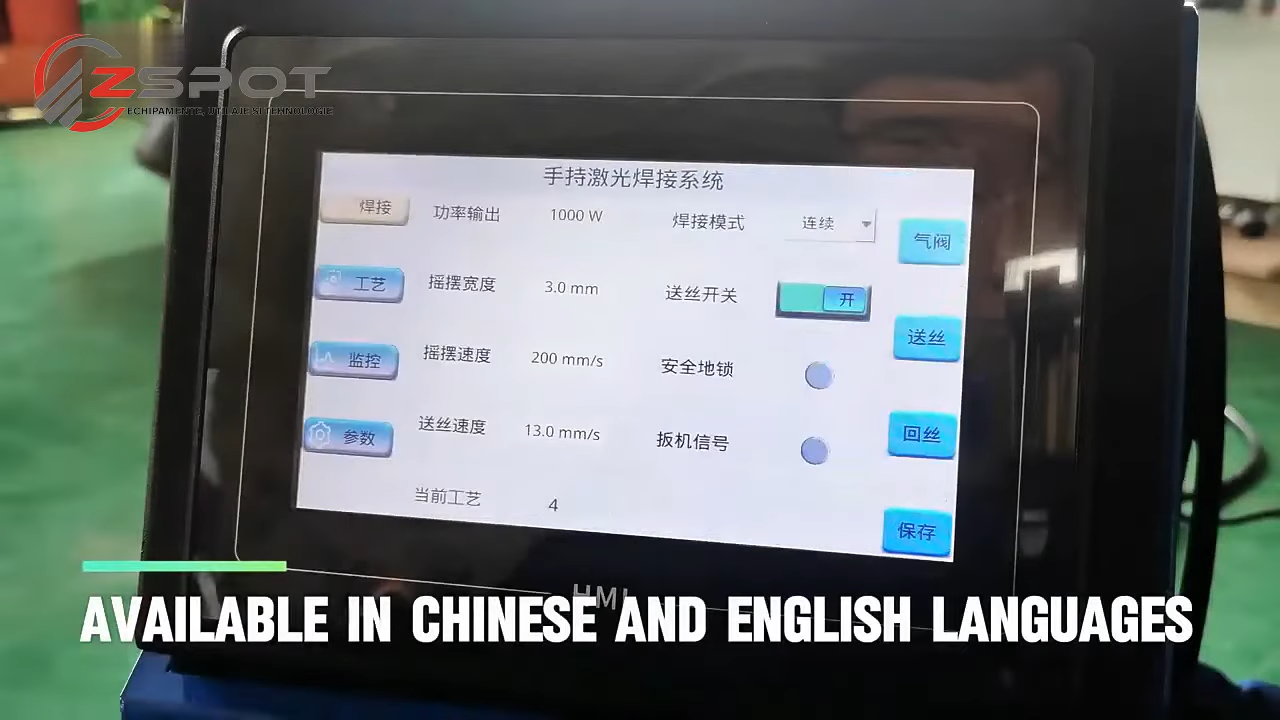 ZSPOT
ECHIPAMENTE, UTILAJE SI TEHNOLOGIE
手持激光焊接系统
焊接 功率输出 1000 W 焊接模式 连续 气阀
工艺 摇摆宽度 3.0 mm 送丝开关 开 送丝
监控 摇摆速度 200 mm/s 安全地锁 回丝
参数 送丝速度 13.0 mm/s 扳机信号 保存
当前工艺 4
HMI
AVAILABLE IN CHINESE AND ENGLISH LANGUAGES